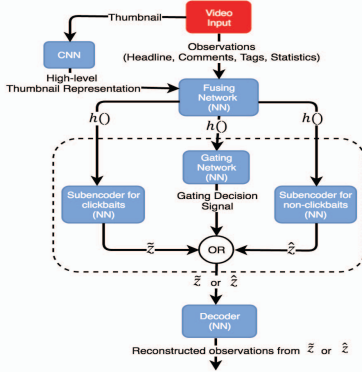 Video
Input
Thumbnail
CNN
Observations
(Headline, Comments, Tags, Statistics)
High-level
Thumbnail Representation
Fusing
Network
(NN)
h() h() h()
Gating
Network
(NN)
Subencoder for
clickbaits
(NN)
Gating Decision
Signal
Subencoder for
non-clickbaits
(NN)
z̃ OR ẑ
z̃ or ẑ
Decoder
(NN)
Reconstructed observations from z̃ or ẑ